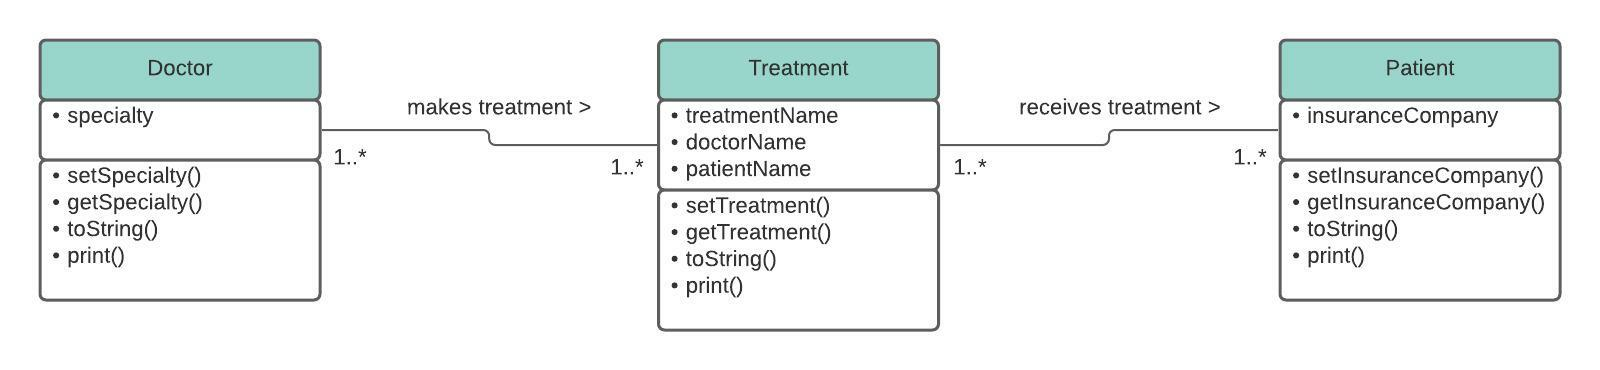 Doctor
• specialty
• setSpecialty()
• getSpecialty()
• toString()
• print()
makes treatment >
1..*
1..*
Treatment
• treatmentName
• doctorName
• patientName
• setTreatment()
• getTreatment()
• toString()
• print()
receives treatment >
1..*
1..*
Patient
• insuranceCompany
• setInsuranceCompany()
• getInsuranceCompany()
• toString()
• print()